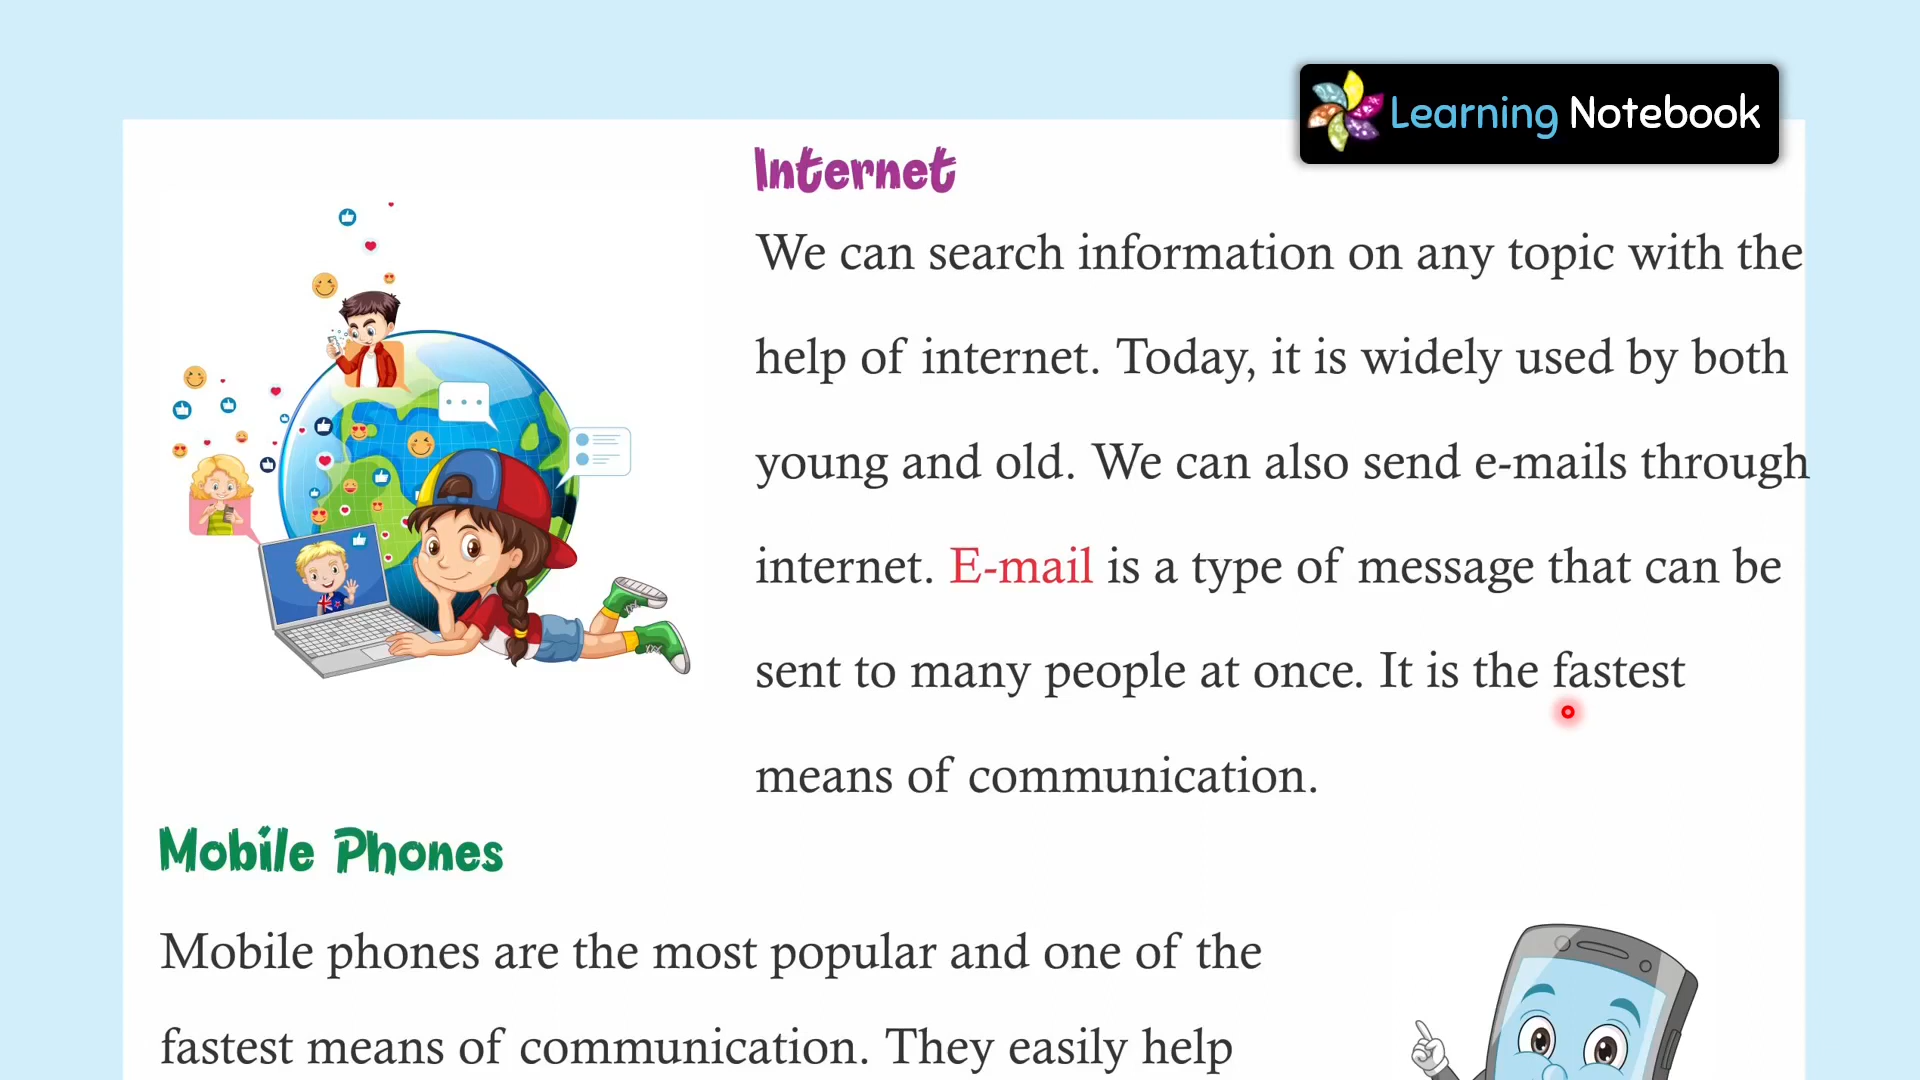 Learning Notebook
Internet
We can search information on any topic with the
help of internet. Today, it is widely used by both
young and old. We can also send e-mails through
internet. E-mail is a type of message that can be
sent to many people at once. It is the fastest
means of communication.
Mobile Phones
Mobile phones are the most popular and one of the
fastest means of communication. They easily help